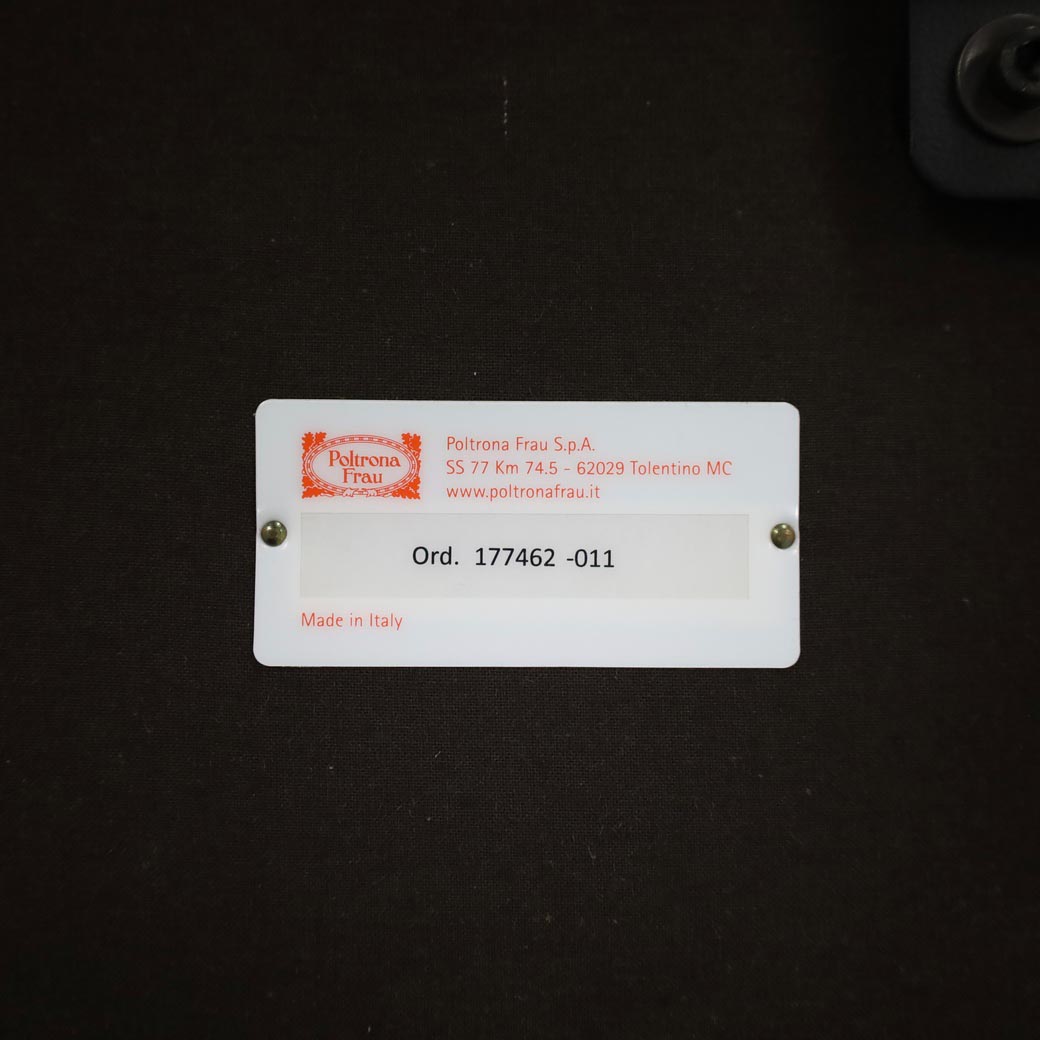 Poltrona
Frau
Poltrona Frau S.p.A.
SS 77 Km 74.5 - 62029 Tolentino MC
www.poltronafrau.it
Ord. 177462 -011
Made in Italy